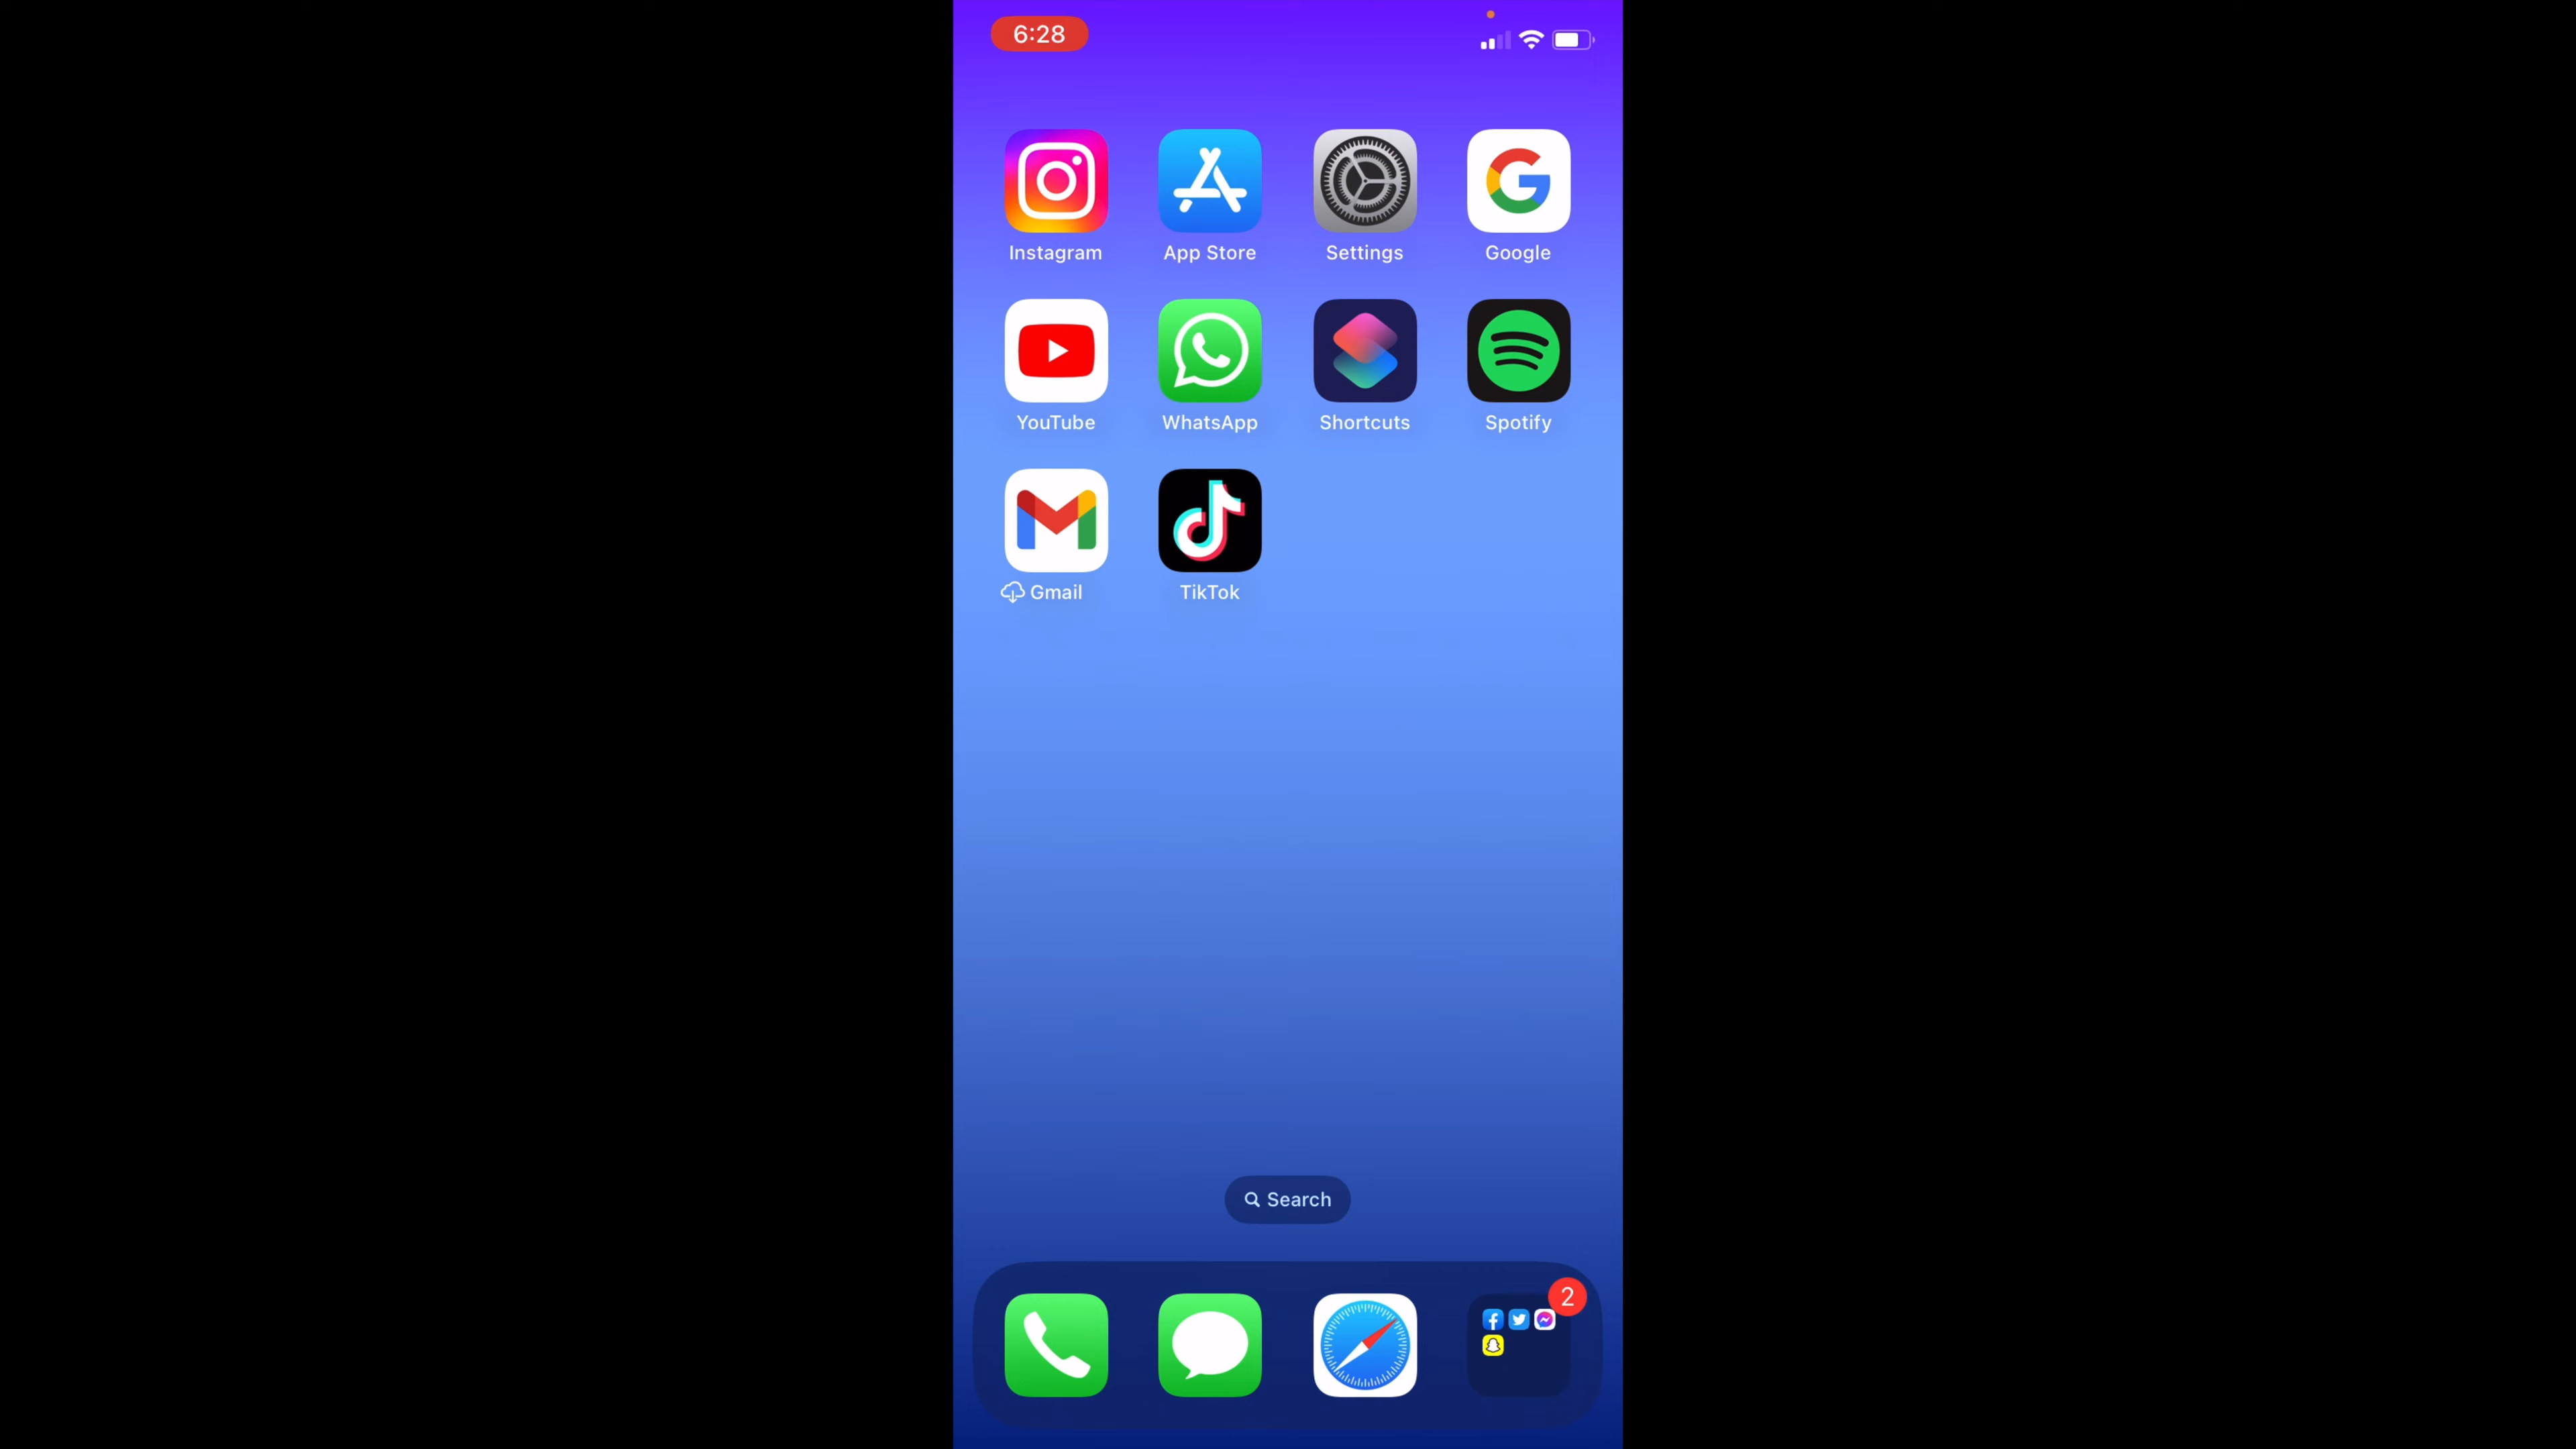 6:28
Instagram App Store Settings Google
YouTube WhatsApp Shortcuts Spotify
Gmail TikTok
Search
2